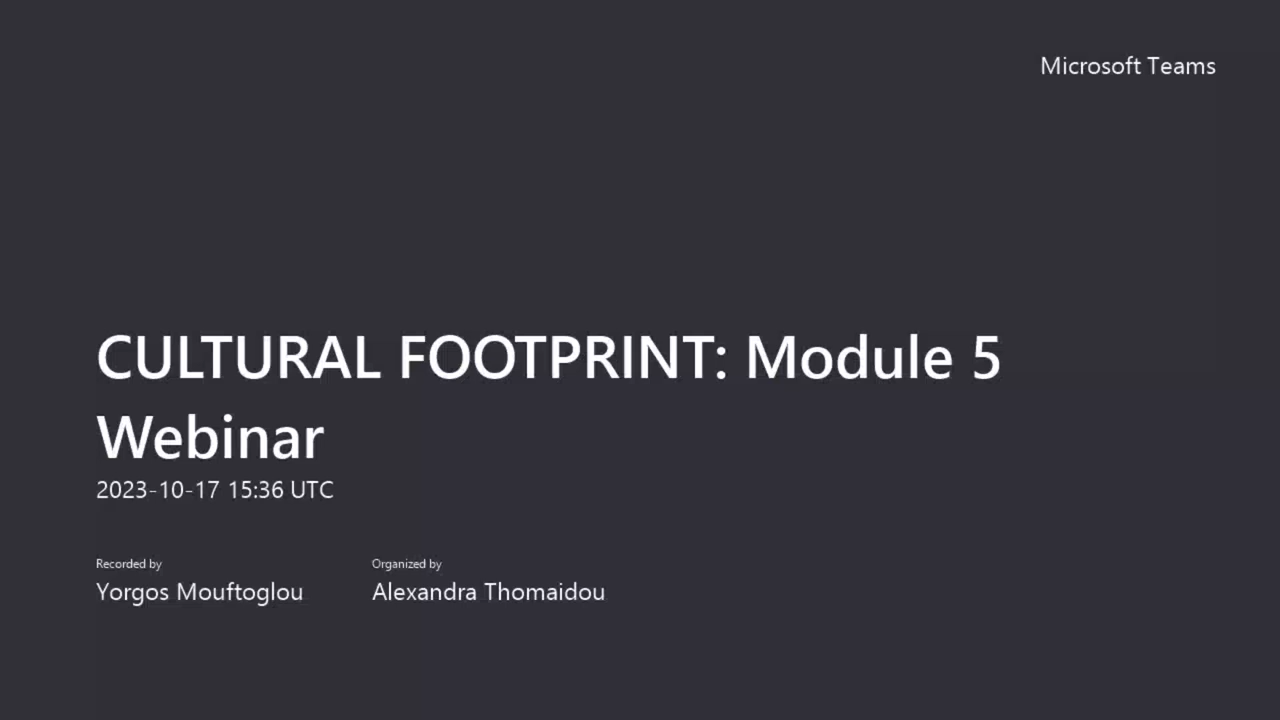 Microsoft Teams
CULTURAL FOOTPRINT: Module 5
Webinar
2023-10-17 15:36 UTC
Recorded by
Organized by
Yorgos Mouftoglou
Alexandra Thomaidou